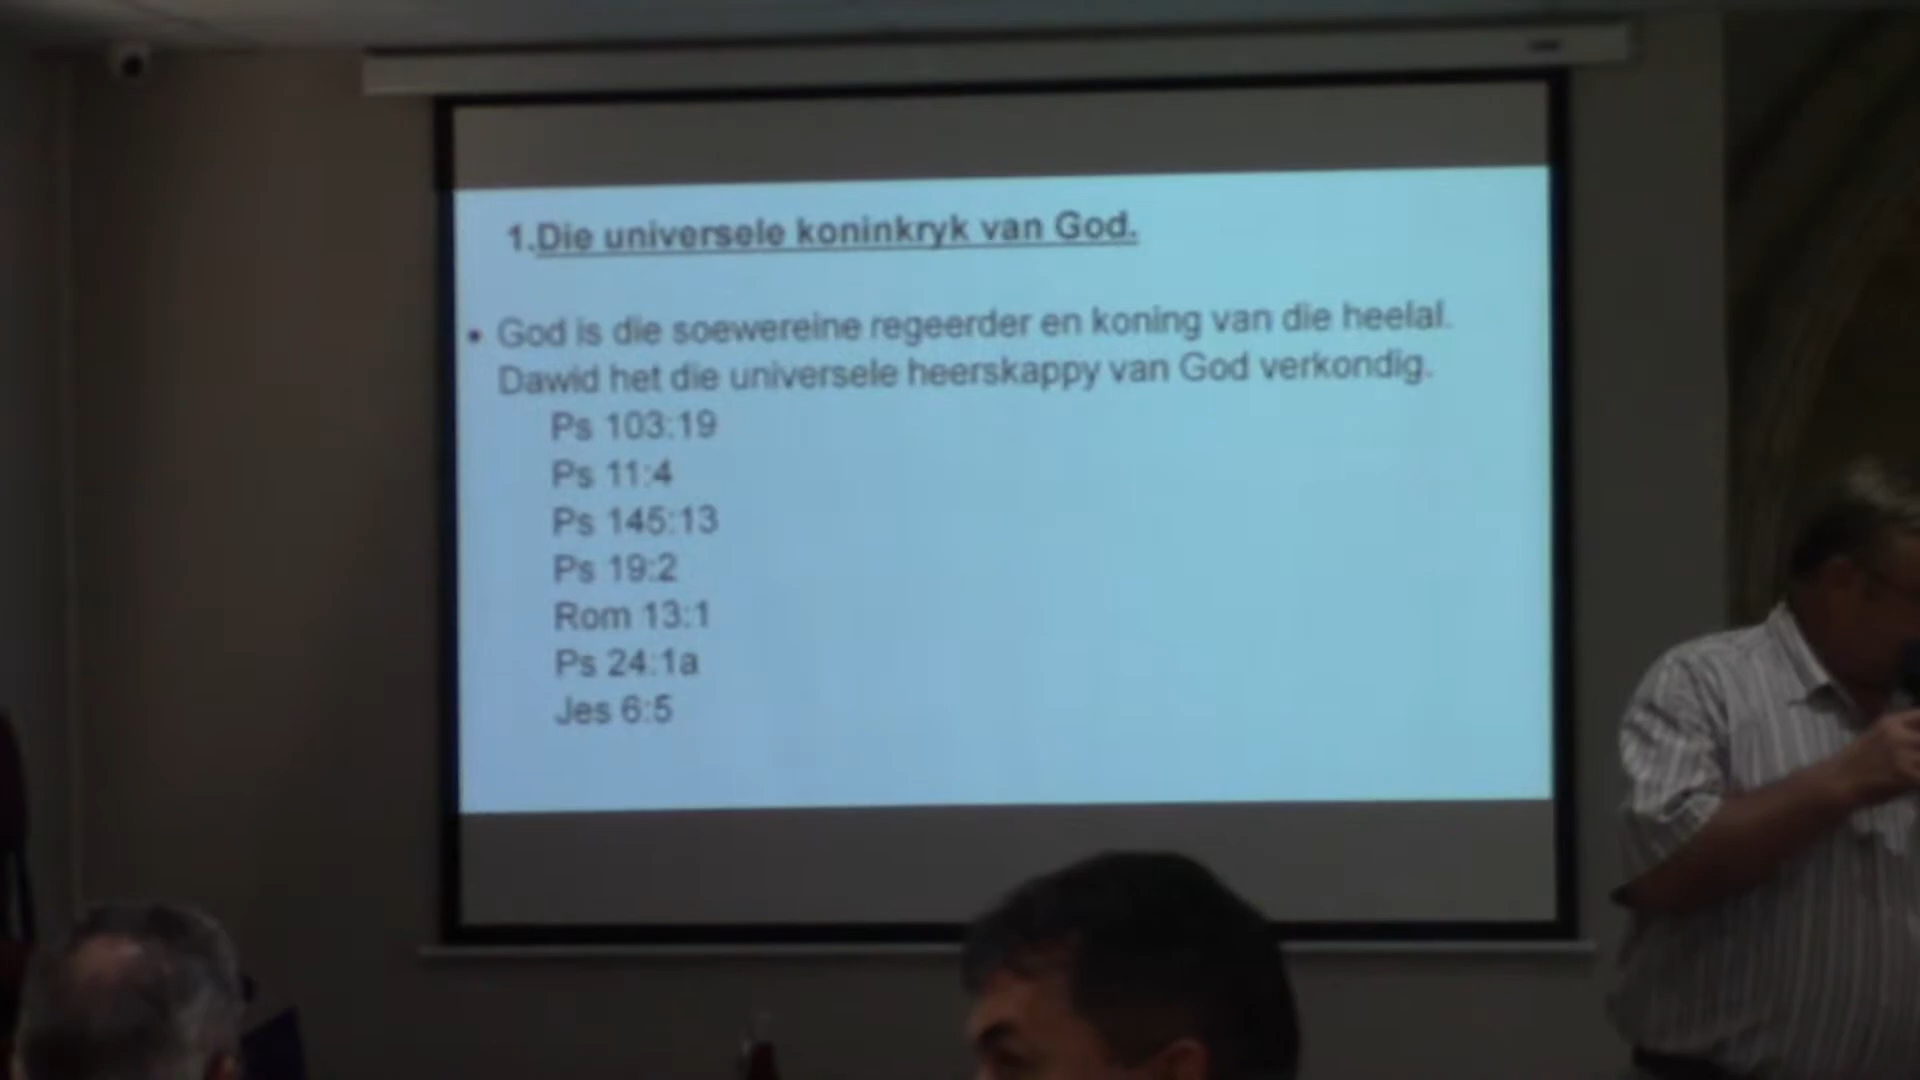 1.Die universele koninkryk van God.
• God is die soewereine regeerder en koning van die heelal.
Dawid het die universele heerskappy van God verkondig.
Ps 103:19
Ps 11:4
Ps 145:13
Ps 19:2
Rom 13:1
Ps 24:1a
Jes 6:5